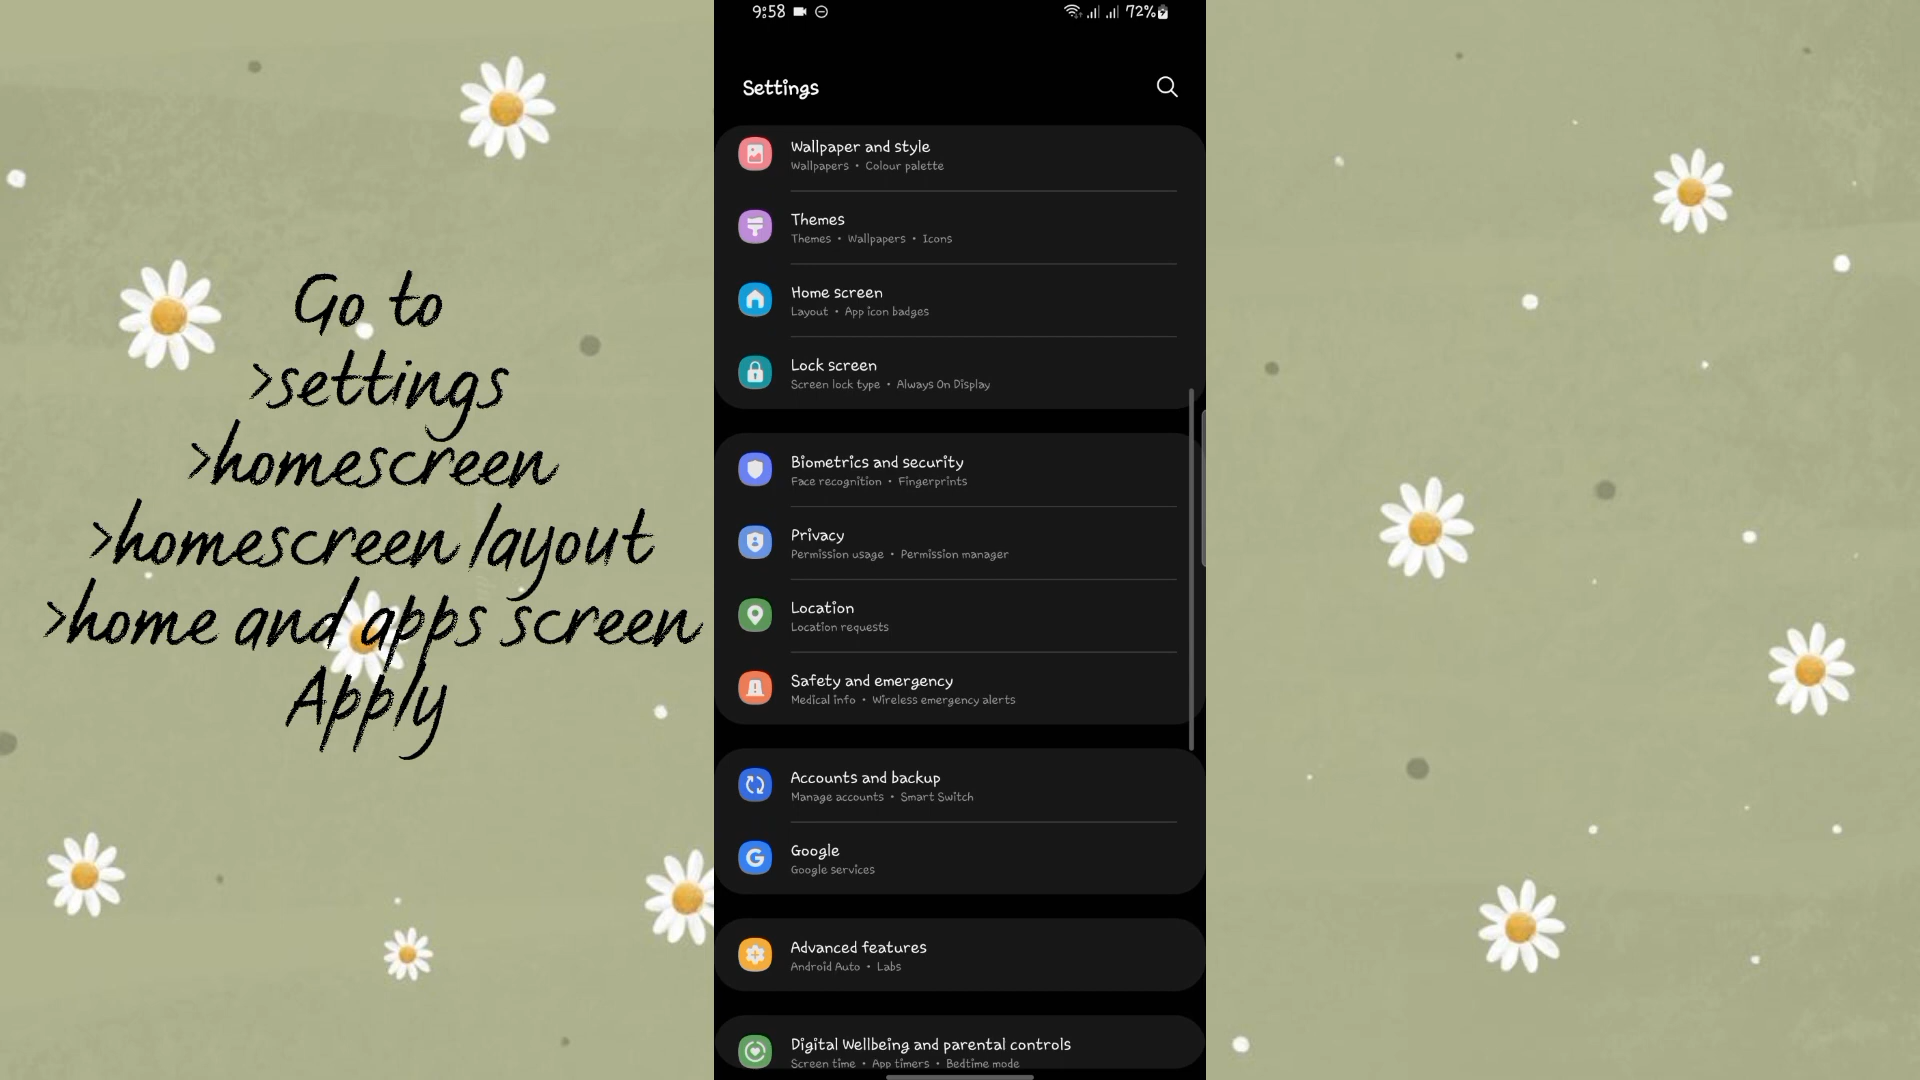 Go to
>settings
>homescreen
>homescreen layout
>home and apps screen
Apply
9:58 72%
Settings
Wallpaper and style
Wallpapers • Colour palette
Themes
Themes • Wallpapers • Icons
Home screen
Layout • App icon badges
Lock screen
Screen lock type • Always On Display
Biometrics and security
Face recognition • Fingerprints
Privacy
Permission usage • Permission manager
Location
Location requests
Safety and emergency
Medical info • Wireless emergency alerts
Accounts and backup
Manage accounts • Smart Switch
Google
Google services
Advanced features
Android Auto • Labs
Digital Wellbeing and parental controls
Screen time • App timers • Bedtime mode